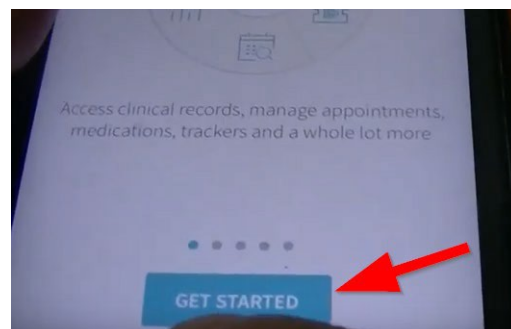 Access clinical records, manage appointments,
medications, trackers and a whole lot more
GET STARTED